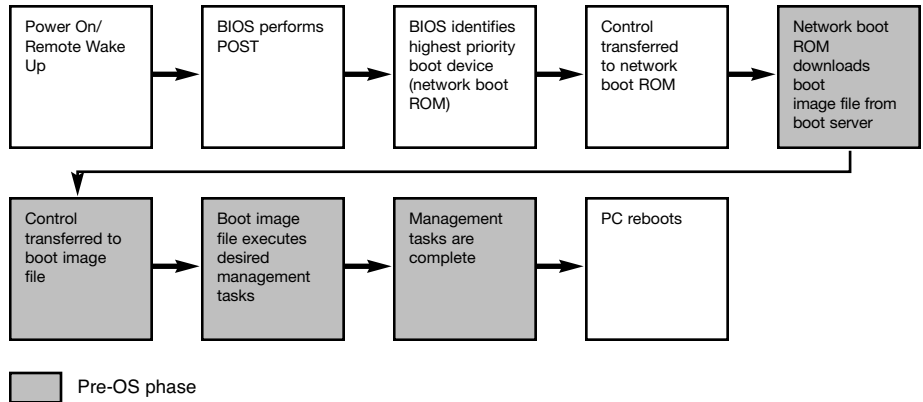 Power On/
Remote Wake
Up
BIOS performs
POST
BIOS identifies
highest priority
boot device
(network boot
ROM)
Control
transferred
to network
boot ROM
Network boot
ROM
downloads
boot
image file from
boot server
Control
transferred to
boot image
file
Boot image
file executes
desired
management
tasks
Management
tasks are
complete
PC reboots
Pre-OS phase